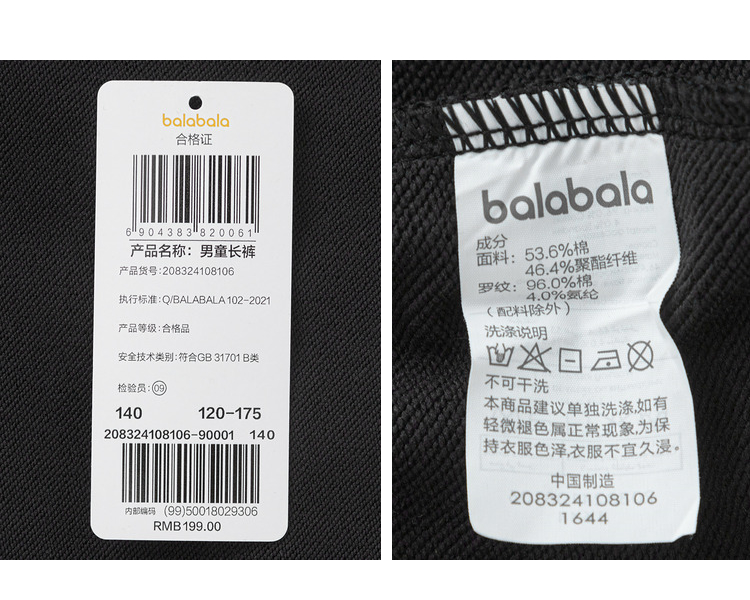 balabala
合格证
6 904383 820061
产品名称：男童长裤
产品货号：208324108106
执行标准：Q/BALABALA 102-2021
产品等级：合格品
安全技术类别：符合GB 31701 B类
检验员：09
140 120-175
208324108106-90001 140
内部编码 (99)50018029306
RMB199.00
balabala
成分
面料：53.6%棉
46.4%聚酯纤维
罗纹：96.0%棉
4.0%氨纶
（配料除外）
洗涤说明
不可干洗
本商品建议单独洗涤,如有
轻微褪色属正常现象,为保
持衣服色泽,衣服不宜久浸。
中国制造
208324108106
1644